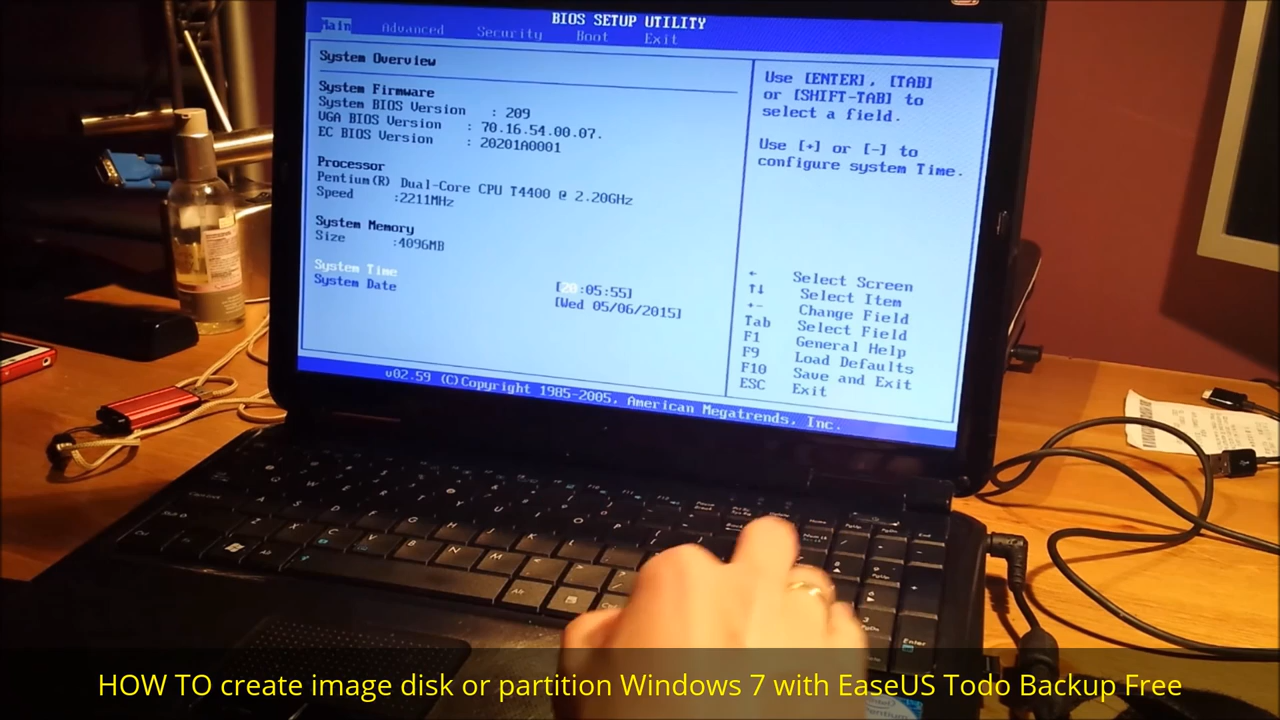 BIOS SETUP UTILITY
Main Advanced Security Boot Exit
System Overview
System Firmware
System BIOS Version : 209
VGA BIOS Version : 70.16.54.00.07.
EC BIOS Version : 20201A0001
Processor
Pentium(R) Dual-Core CPU T4400 @ 2.20GHz
Speed :2211MHz
System Memory
Size :4096MB
System Time [20:05:55]
System Date [Wed 05/06/2015]
Use [ENTER], [TAB]
or [SHIFT-TAB] to
select a field.
Use [+] or [-] to
configure system Time.
← Select Screen
↑↓ Select Item
+- Change Field
Tab Select Field
F1 General Help
F9 Load Defaults
F10 Save and Exit
ESC Exit
v02.59 (C)Copyright 1985-2005, American Megatrends, Inc.
HOW TO create image disk or partition Windows 7 with EaseUS Todo Backup Free